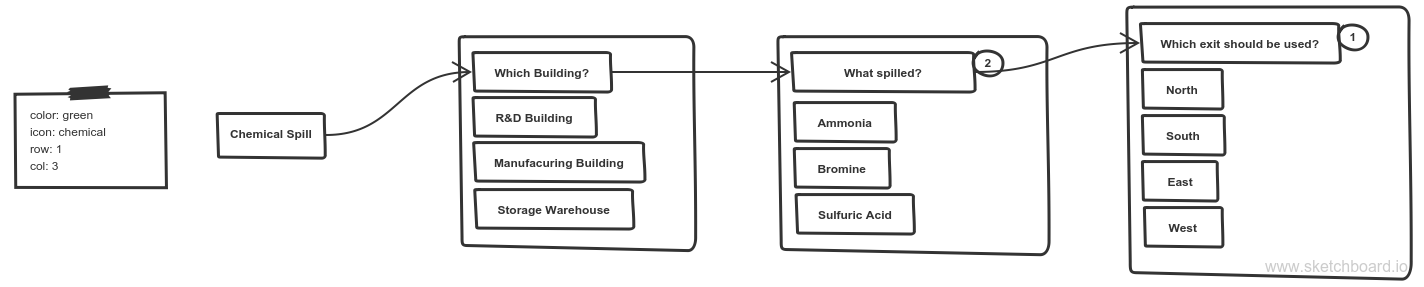 color: green
icon: chemical
row: 1
col: 3
Chemical Spill
Which Building?
R&D Building
Manufacuring Building
Storage Warehouse
What spilled?
2
Ammonia
Bromine
Sulfuric Acid
Which exit should be used?
1
North
South
East
West
www.sketchboard.io